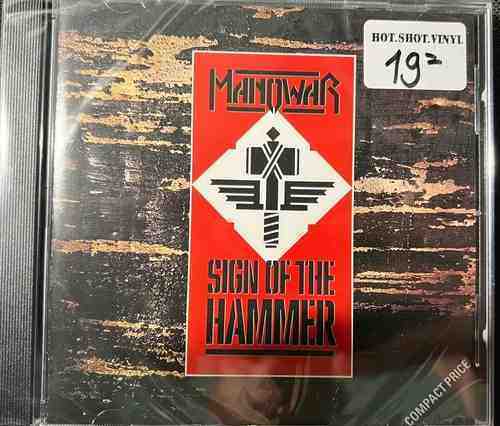 HOT.SHOT.VINYL
19=
MANOWAR
SIGN OF THE
HAMMER
COMPACT PRICE